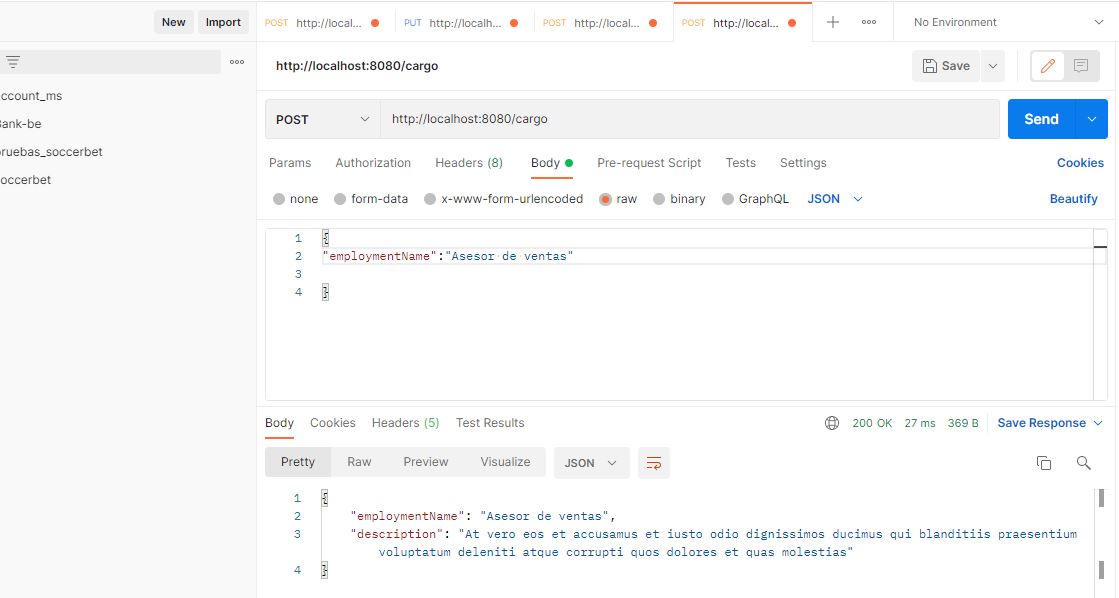 New Import POST http://local... PUT http://localh... POST http://local... POST http://local... + ooo No Environment
ooo http://localhost:8080/cargo Save
ccount_ms
Bank-be POST http://localhost:8080/cargo Send
ruebas_soccerbet Params Authorization Headers (8) Body Pre-request Script Tests Settings Cookies
occerbet none form-data x-www-form-urlencoded raw binary GraphQL JSON Beautify
1 {
2 "employmentName":"Asesor de ventas"
3
4 }
Body Cookies Headers (5) Test Results 200 OK 27 ms 369 B Save Response
Pretty Raw Preview Visualize JSON
1 {
2 "employmentName": "Asesor de ventas",
3 "description": "At vero eos et accusamus et iusto odio dignissimos ducimus qui blanditiis praesentium
voluptatum deleniti atque corrupti quos dolores et quas molestias"
4 }